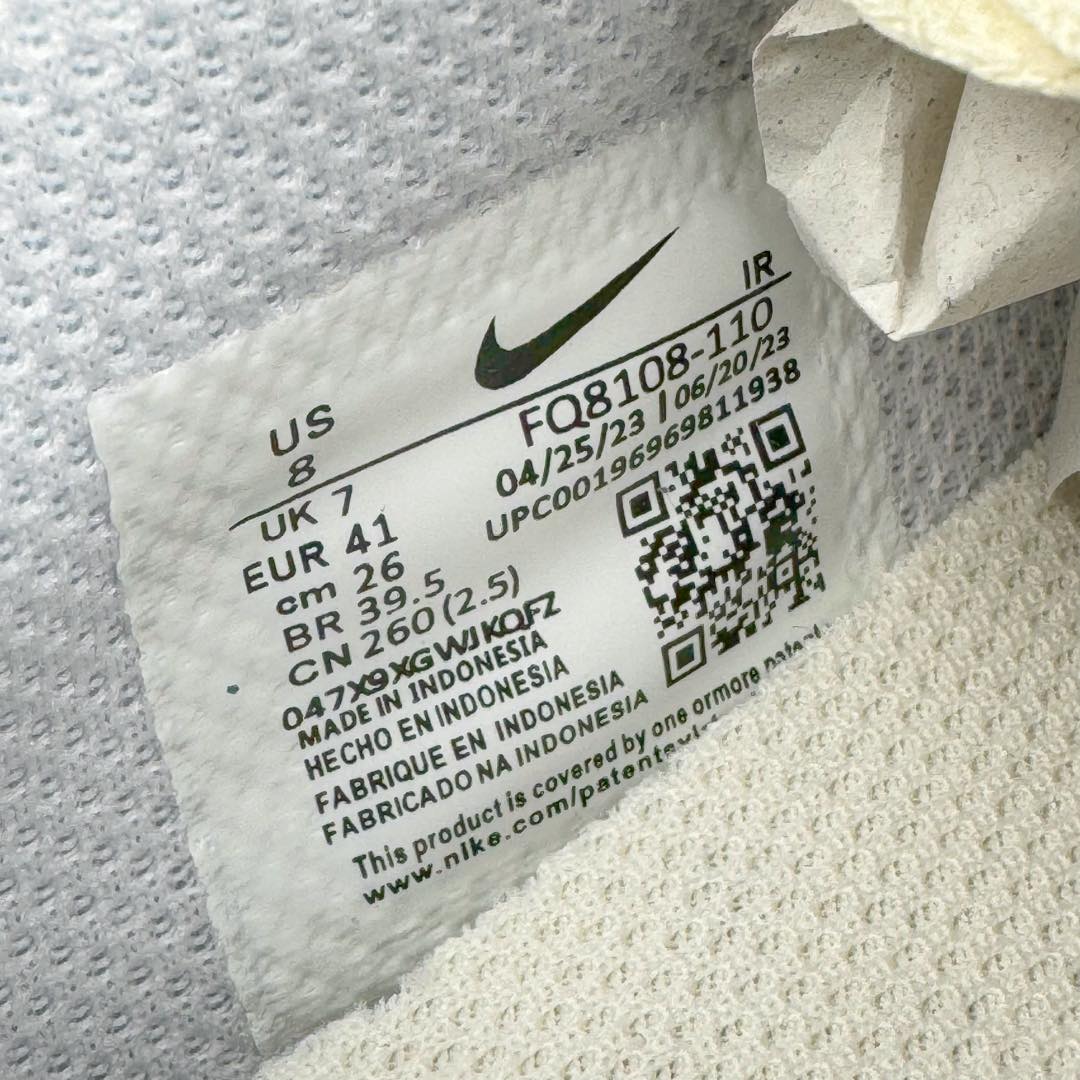 IR
US
8
FQ8108-110
04/25/23 | 06/20/23
UPC00196969811938
UK 7
EUR 41
cm 26
BR 39.5
CN 260(2.5)
047X9XGWJKQFZ
MADE IN INDONESIA
HECHO EN INDONESIA
FABRIQUE EN INDONESIA
FABRICADO NA INDONESIA
This product is covered by one ormore
www.nike.com/patents